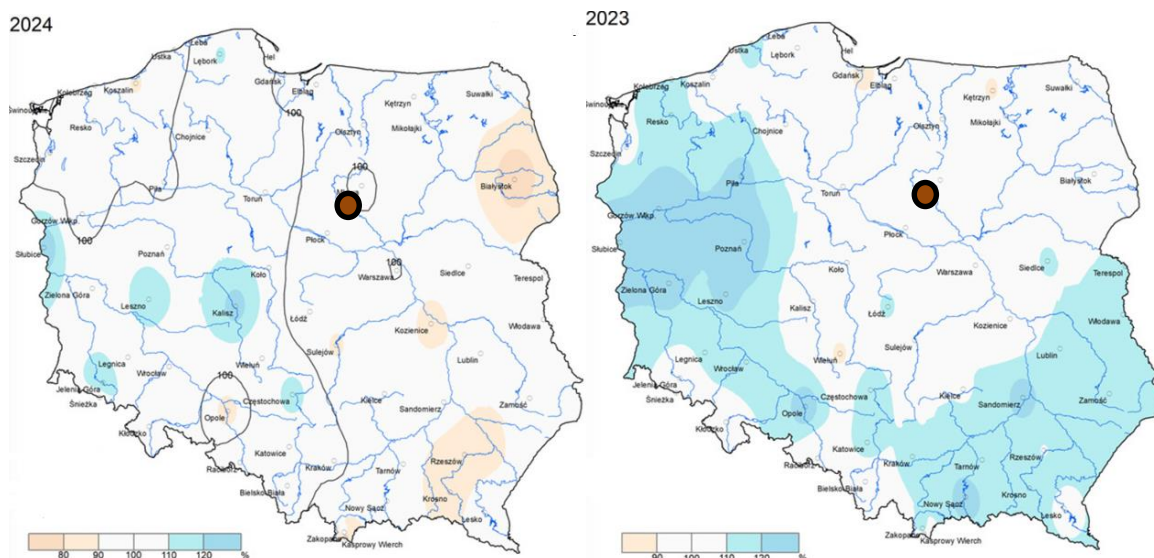 2024
Łeba
Ustka
Lębork
Hel
Gdańsk
Koszalin
Kołobrzeg
Elbląg
Kętrzyn
Suwałki
Świnoujście
Resko
Chojnice
Olsztyn
Mikołajki
100
Szczecin
100
Białystok
Piła
Toruń
Gorzów Wlkp.
100
Płock
Słubice
Poznań
Koło
100
Warszawa
Siedlce
Terespol
Zielona Góra
Leszno
Kalisz
Łódź
Kozienice
Włodawa
Sulejów
Legnica
Wrocław
Wieluń
Lublin
Jelenia Góra
100
Śnieżka
Częstochowa
Kielce
Opole
Sandomierz
Zamość
Kłodzko
Katowice
Racibórz
Kraków
Tarnów
Rzeszów
Bielsko-Biała
Krosno
Nowy Sącz
Lesko
Zakopane
Kasprowy Wierch
80 90 100 110 120 %
2023
Łeba
Ustka
Lębork
Hel
Gdańsk
Koszalin
Kołobrzeg
Elbląg
Kętrzyn
Suwałki
Resko
Chojnice
Olsztyn
Mikołajki
Szczecin
Białystok
Piła
Toruń
Gorzów Wlkp.
Płock
Słubice
Poznań
Koło
Warszawa
Siedlce
Terespol
Zielona Góra
Leszno
Kalisz
Łódź
Kozienice
Włodawa
Sulejów
Legnica
Wrocław
Wieluń
Lublin
Jelenia Góra
Śnieżka
Częstochowa
Kielce
Opole
Sandomierz
Zamość
Kłodzko
Katowice
Racibórz
Kraków
Tarnów
Rzeszów
Bielsko-Biała
Krosno
Nowy Sącz
Lesko
Zakopane
Kasprowy Wierch
90 100 110 120 %